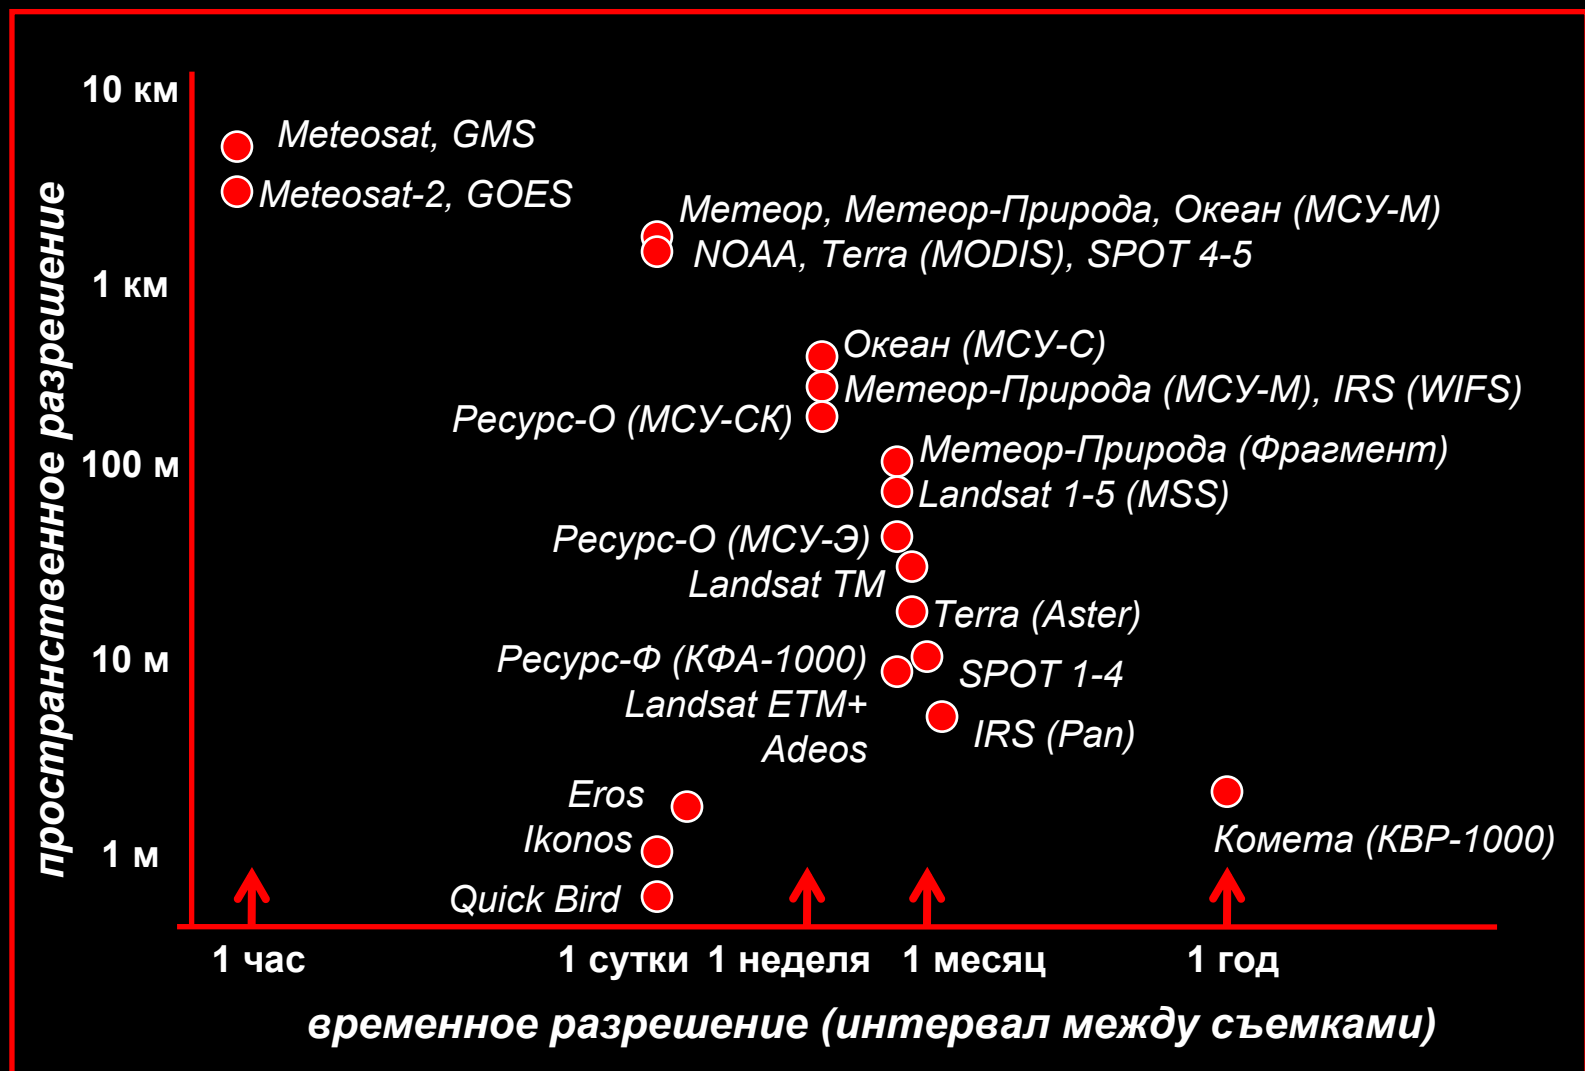 10 км
Meteosat, GMS
Meteosat-2, GOES
Метеор, Метеор-Природа, Океан (МСУ-М)
NOAA, Terra (MODIS), SPOT 4-5
1 км
Океан (МСУ-С)
Метеор-Природа (МСУ-М), IRS (WIFS)
Ресурс-О (МСУ-СК)
100 м
Метеор-Природа (Фрагмент)
Landsat 1-5 (MSS)
Ресурс-О (МСУ-Э)
Landsat TM
Terra (Aster)
10 м
Ресурс-Ф (КФА-1000)
SPOT 1-4
Landsat ETM+
IRS (Pan)
Adeos
Eros
Ikonos
Комета (КВР-1000)
1 м
Quick Bird
пространственное разрешение
1 час
1 сутки
1 неделя
1 месяц
1 год
временное разрешение (интервал между съемками)